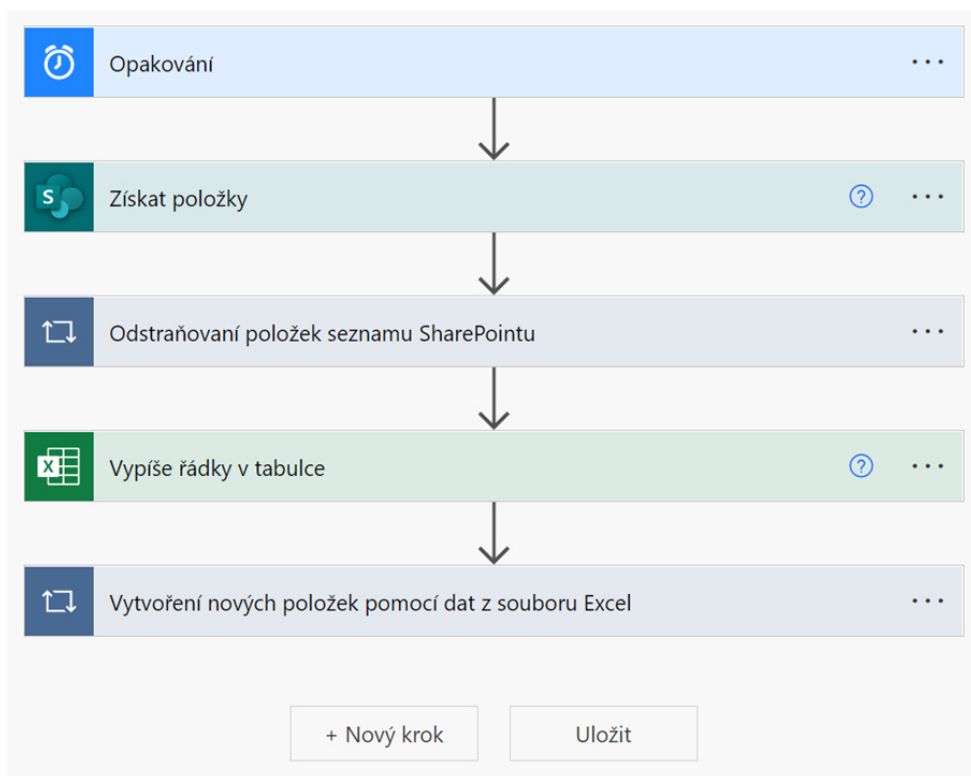 Opakování
Získat položky
Odstraňovaní položek seznamu SharePointu
Vypíše řádky v tabulce
Vytvoření nových položek pomocí dat z souboru Excel
+ Nový krok
Uložit